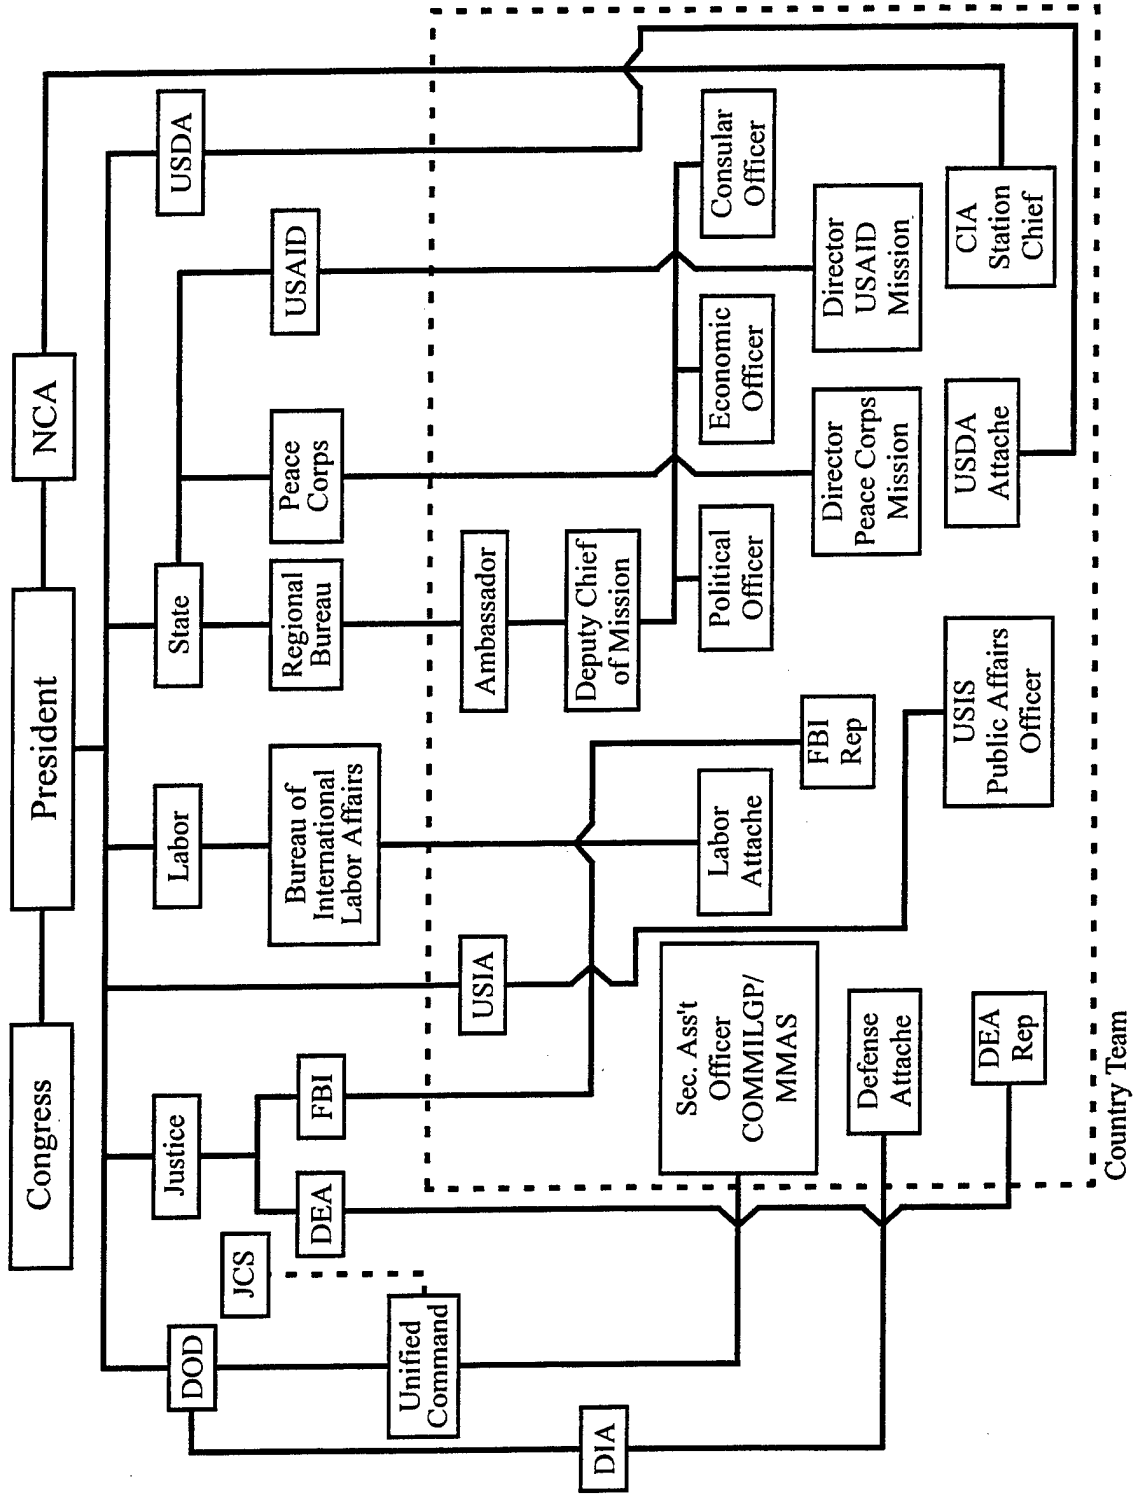 Congress
President
NCA
DOD
JCS
Justice
Labor
State
USDA
DIA
Unified
Command
DEA
FBI
USIA
Bureau of
International
Labor Affairs
Regional
Bureau
Peace
Corps
USAID
Ambassador
Deputy Chief
of Mission
Sec. Ass't
Officer
COMMILGP/
MMAS
Labor
Attache
Political
Officer
Economic
Officer
Consular
Officer
Defense
Attache
FBI
Rep
Director
Peace Corps
Mission
Director
USAID
Mission
DEA
Rep
USIS
Public Affairs
Officer
USDA
Attache
CIA
Station
Chief
Country Team